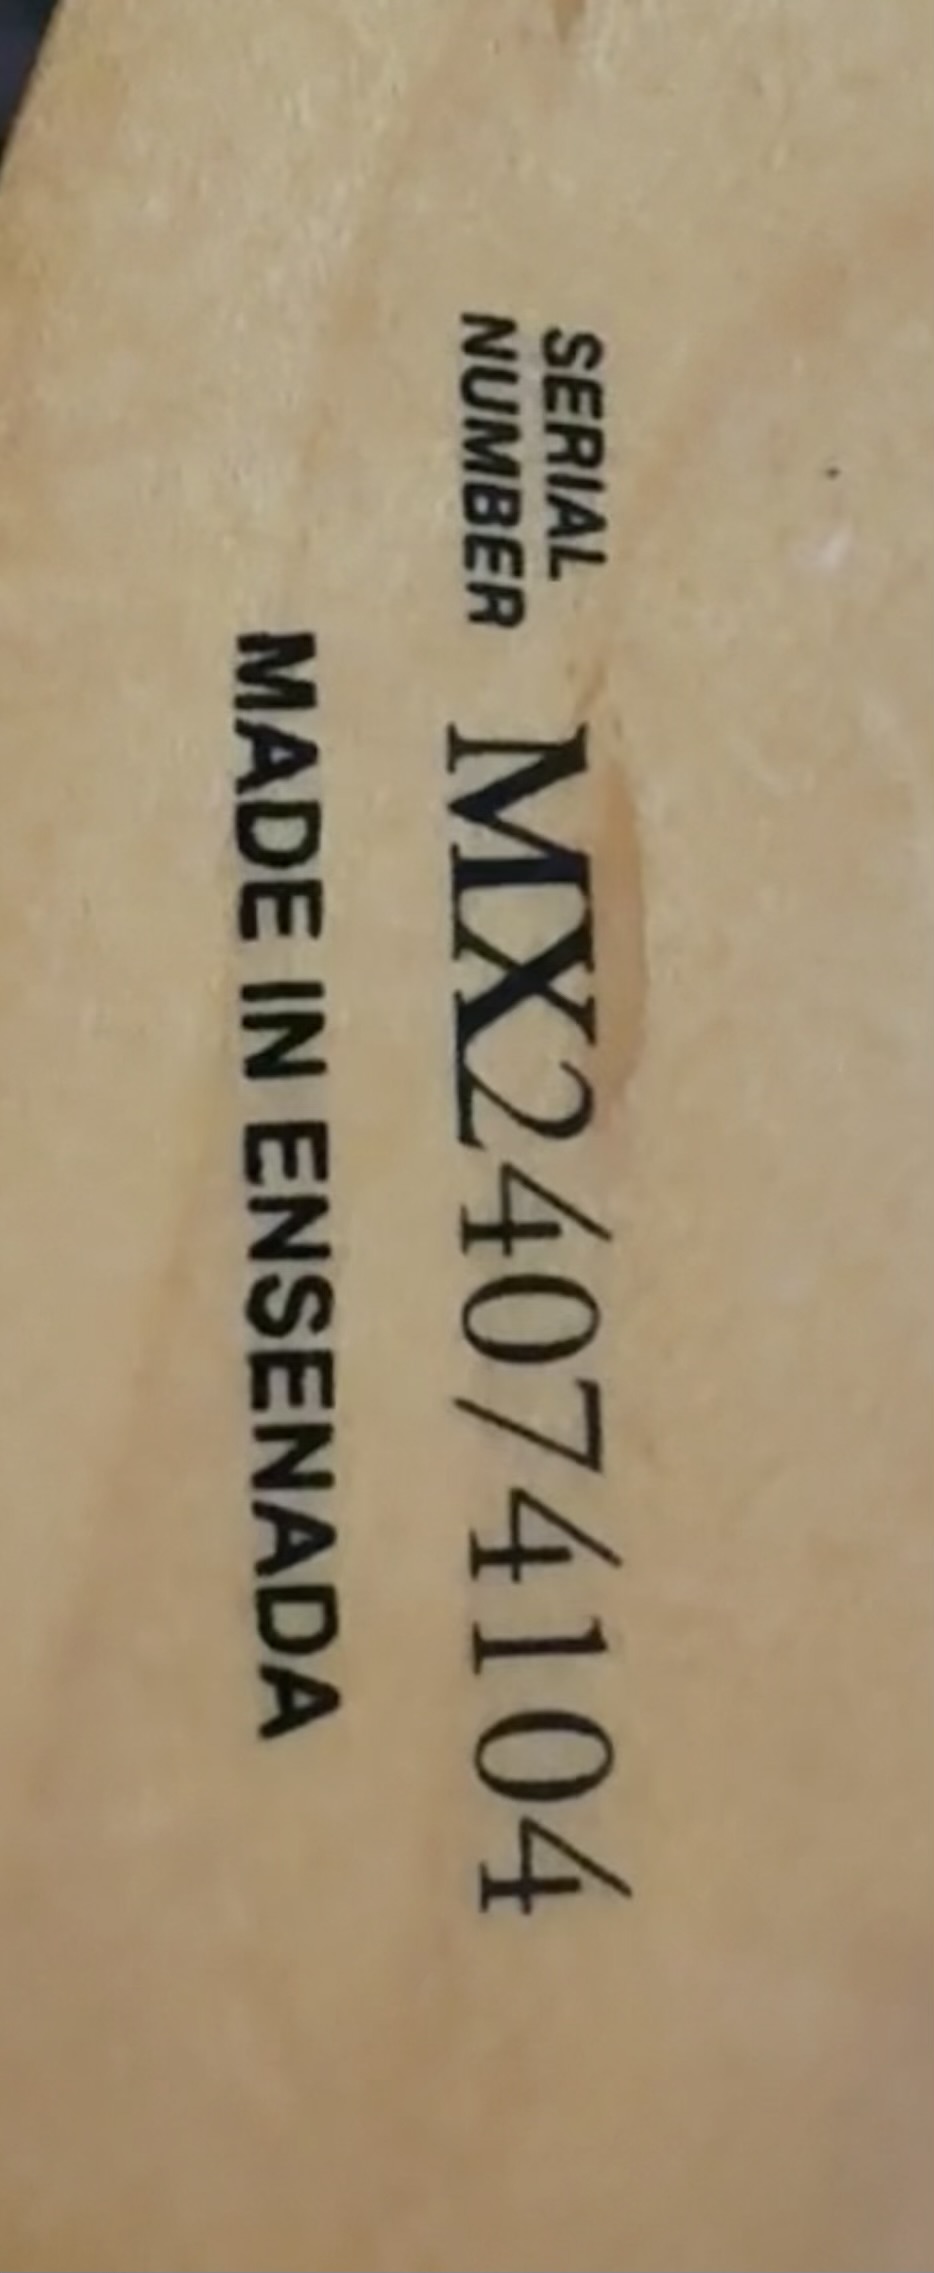 SERIAL
NUMBER MX24074104
MADE IN ENSENADA